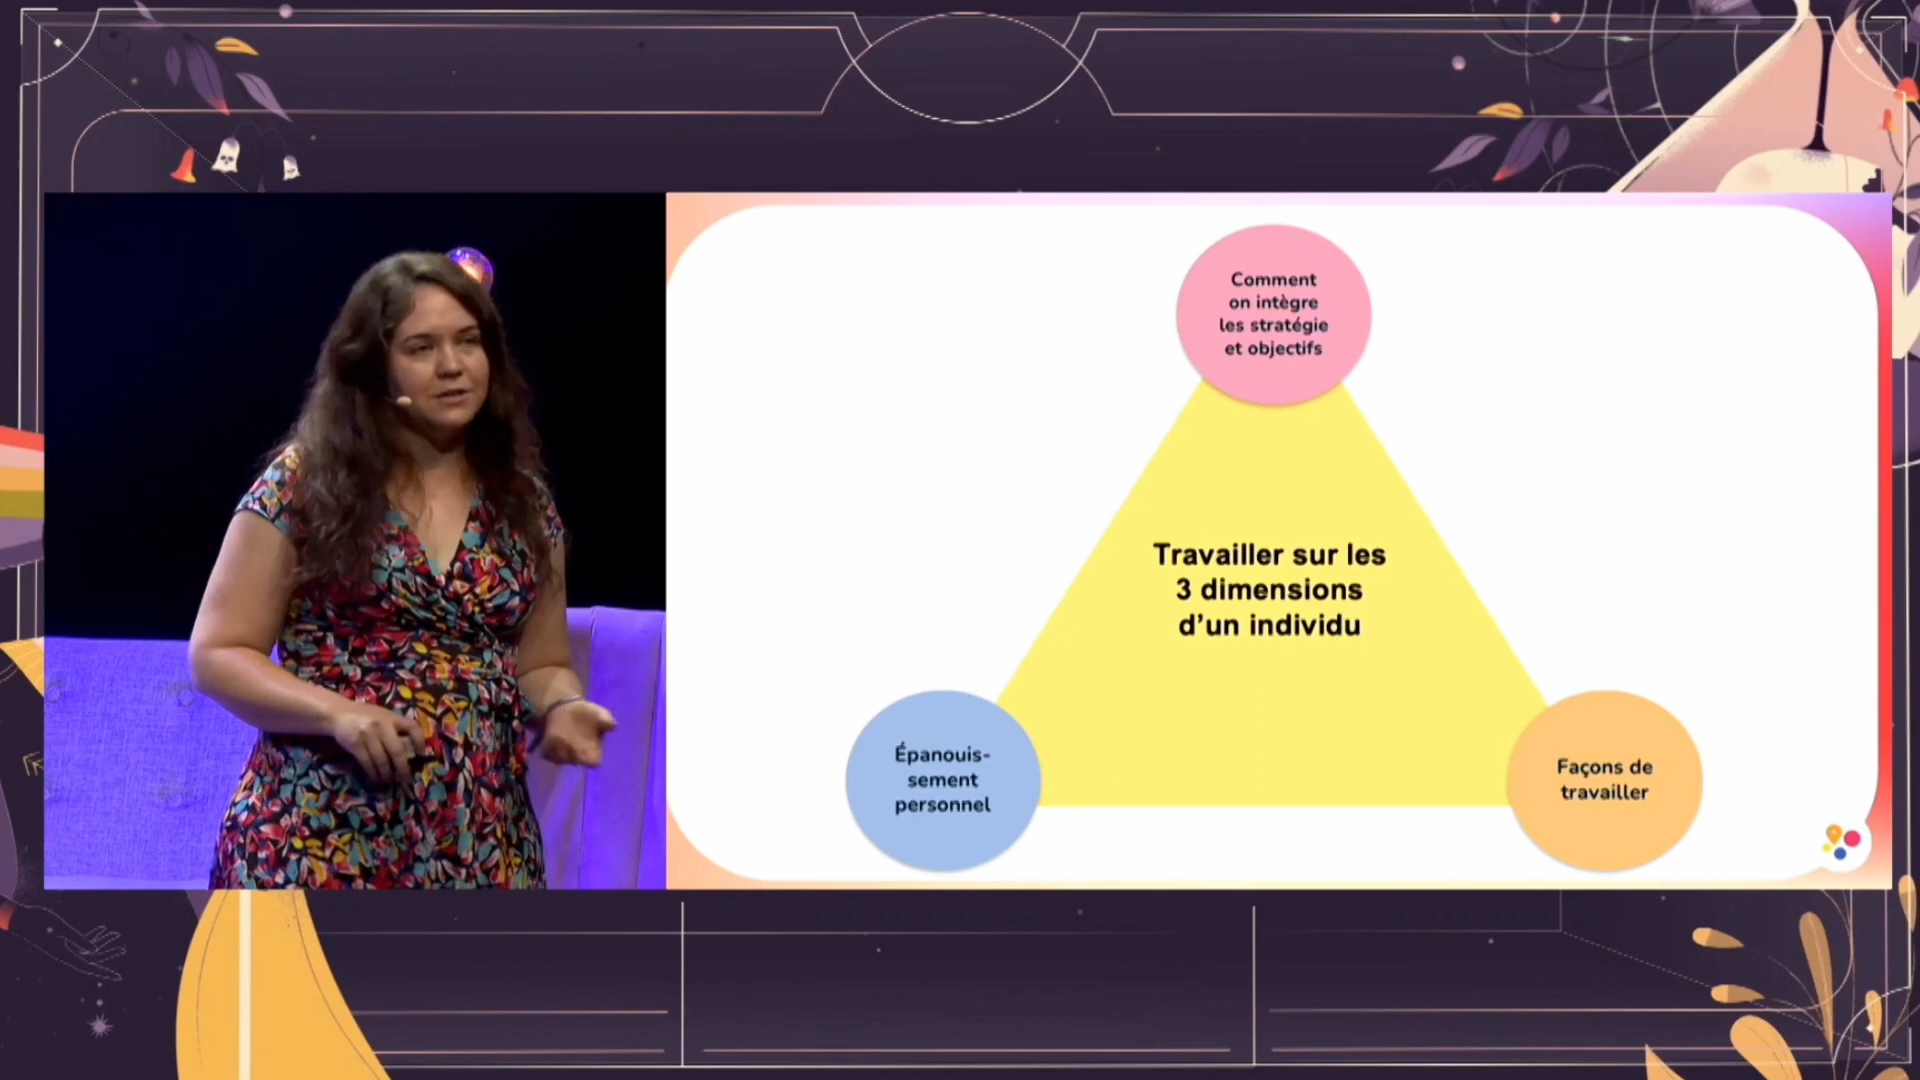 Comment
on intègre
les stratégie
et objectifs
Travailler sur les
3 dimensions
d’un individu
Épanouis-
sement
personnel
Façons de
travailler